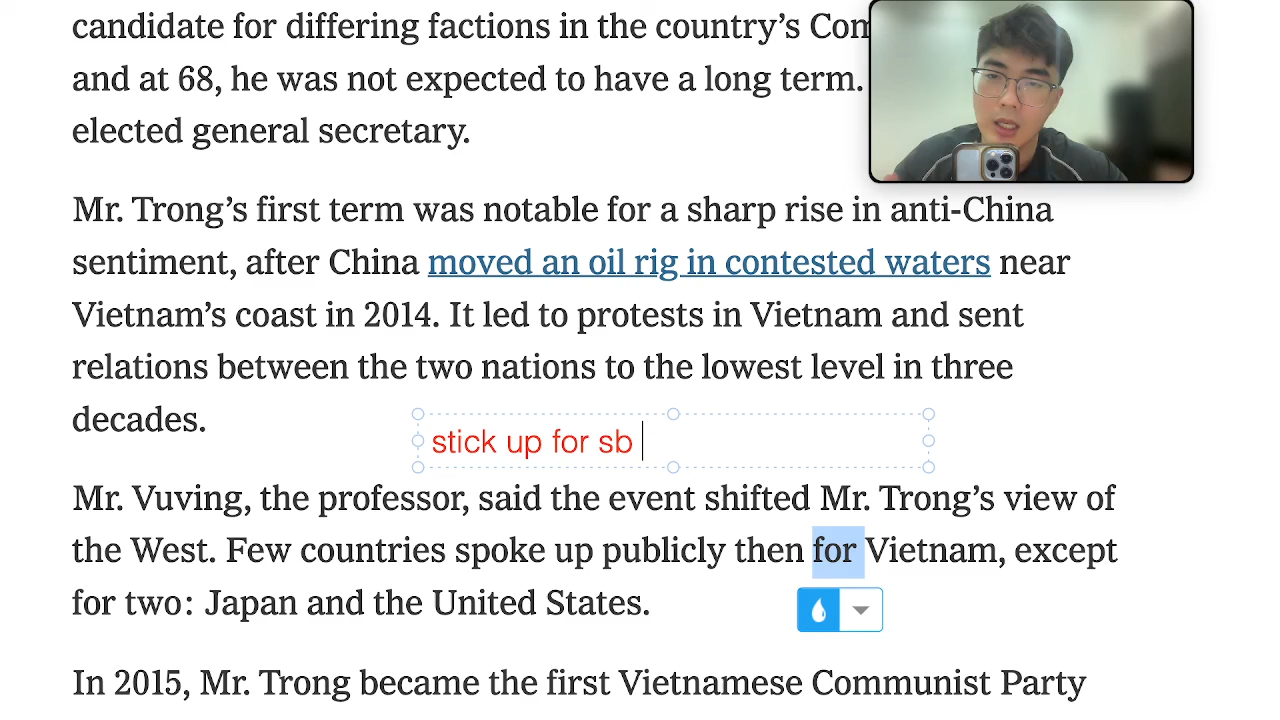 candidate for differing factions in the country’s Com
and at 68, he was not expected to have a long term.
elected general secretary.
Mr. Trong’s first term was notable for a sharp rise in anti-China
sentiment, after China moved an oil rig in contested waters near
Vietnam’s coast in 2014. It led to protests in Vietnam and sent
relations between the two nations to the lowest level in three
decades.
stick up for sb
Mr. Vuving, the professor, said the event shifted Mr. Trong’s view of
the West. Few countries spoke up publicly then for Vietnam, except
for two: Japan and the United States.
In 2015, Mr. Trong became the first Vietnamese Communist Party